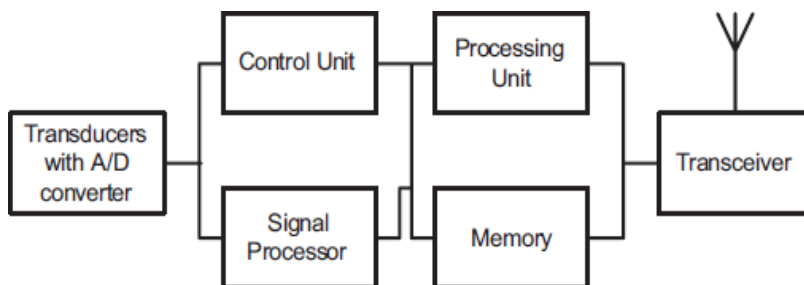 Transducers
with A/D
converter
Control Unit
Signal
Processor
Processing
Unit
Memory
Transceiver